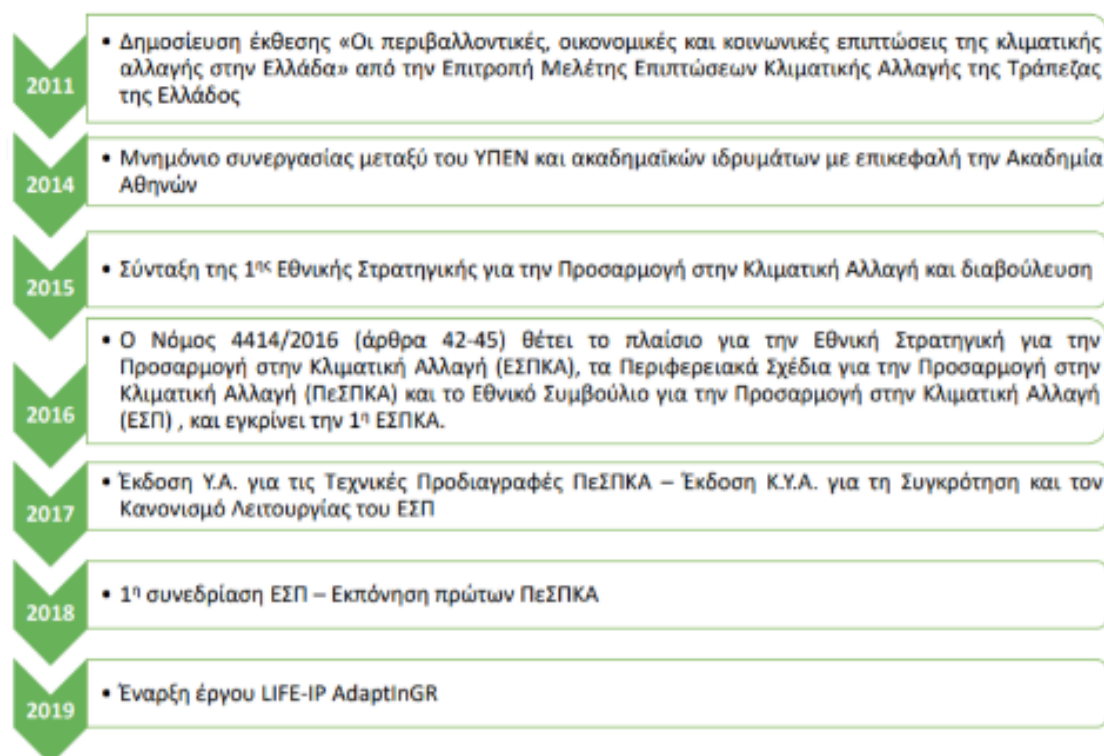 2011
• Δημοσίευση έκθεσης «Οι περιβαλλοντικές, οικονομικές και κοινωνικές επιπτώσεις της κλιματικής
αλλαγής στην Ελλάδα» από την Επιτροπή Μελέτης Επιπτώσεων Κλιματικής Αλλαγής της Τράπεζας
της Ελλάδος
2014
• Μνημόνιο συνεργασίας μεταξύ του ΥΠΕΝ και ακαδημαϊκών ιδρυμάτων με επικεφαλή την Ακαδημία
Αθηνών
2015
• Σύνταξη της 1ης Εθνικής Στρατηγικής για την Προσαρμογή στην Κλιματική Αλλαγή και διαβούλευση
2016
• Ο Νόμος 4414/2016 (άρθρα 42-45) θέτει το πλαίσιο για την Εθνική Στρατηγική για την
Προσαρμογή στην Κλιματική Αλλαγή (ΕΣΠΚΑ), τα Περιφερειακά Σχέδια για την Προσαρμογή στην
Κλιματική Αλλαγή (ΠεΣΠΚΑ) και το Εθνικό Συμβούλιο για την Προσαρμογή στην Κλιματική Αλλαγή
(ΕΣΠ) , και εγκρίνει την 1η ΕΣΠΚΑ.
2017
• Έκδοση Υ.Α. για τις Τεχνικές Προδιαγραφές ΠεΣΠΚΑ – Έκδοση Κ.Υ.Α. για τη Συγκρότηση και τον
Κανονισμό Λειτουργίας του ΕΣΠ
2018
• 1η συνεδρίαση ΕΣΠ – Εκπόνηση πρώτων ΠεΣΠΚΑ
2019
• Έναρξη έργου LIFE-IP AdaptInGR